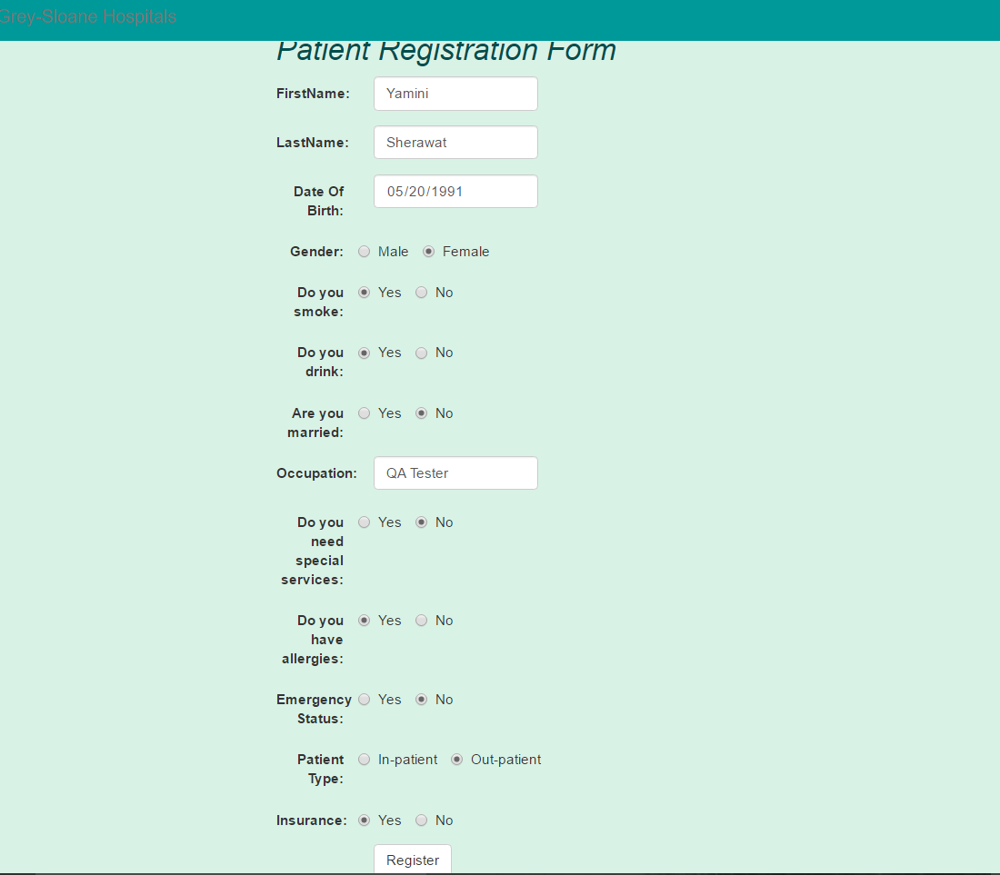 Grey-Sloane Hospitals
Patient Registration Form
FirstName: Yamini
LastName: Sherawat
Date Of 05/20/1991
Birth:
Gender: Male Female
Do you Yes No
smoke:
Do you Yes No
drink:
Are you Yes No
married:
Occupation: QA Tester
Do you Yes No
need
special
services:
Do you Yes No
have
allergies:
Emergency Yes No
Status:
Patient In-patient Out-patient
Type:
Insurance: Yes No
Register